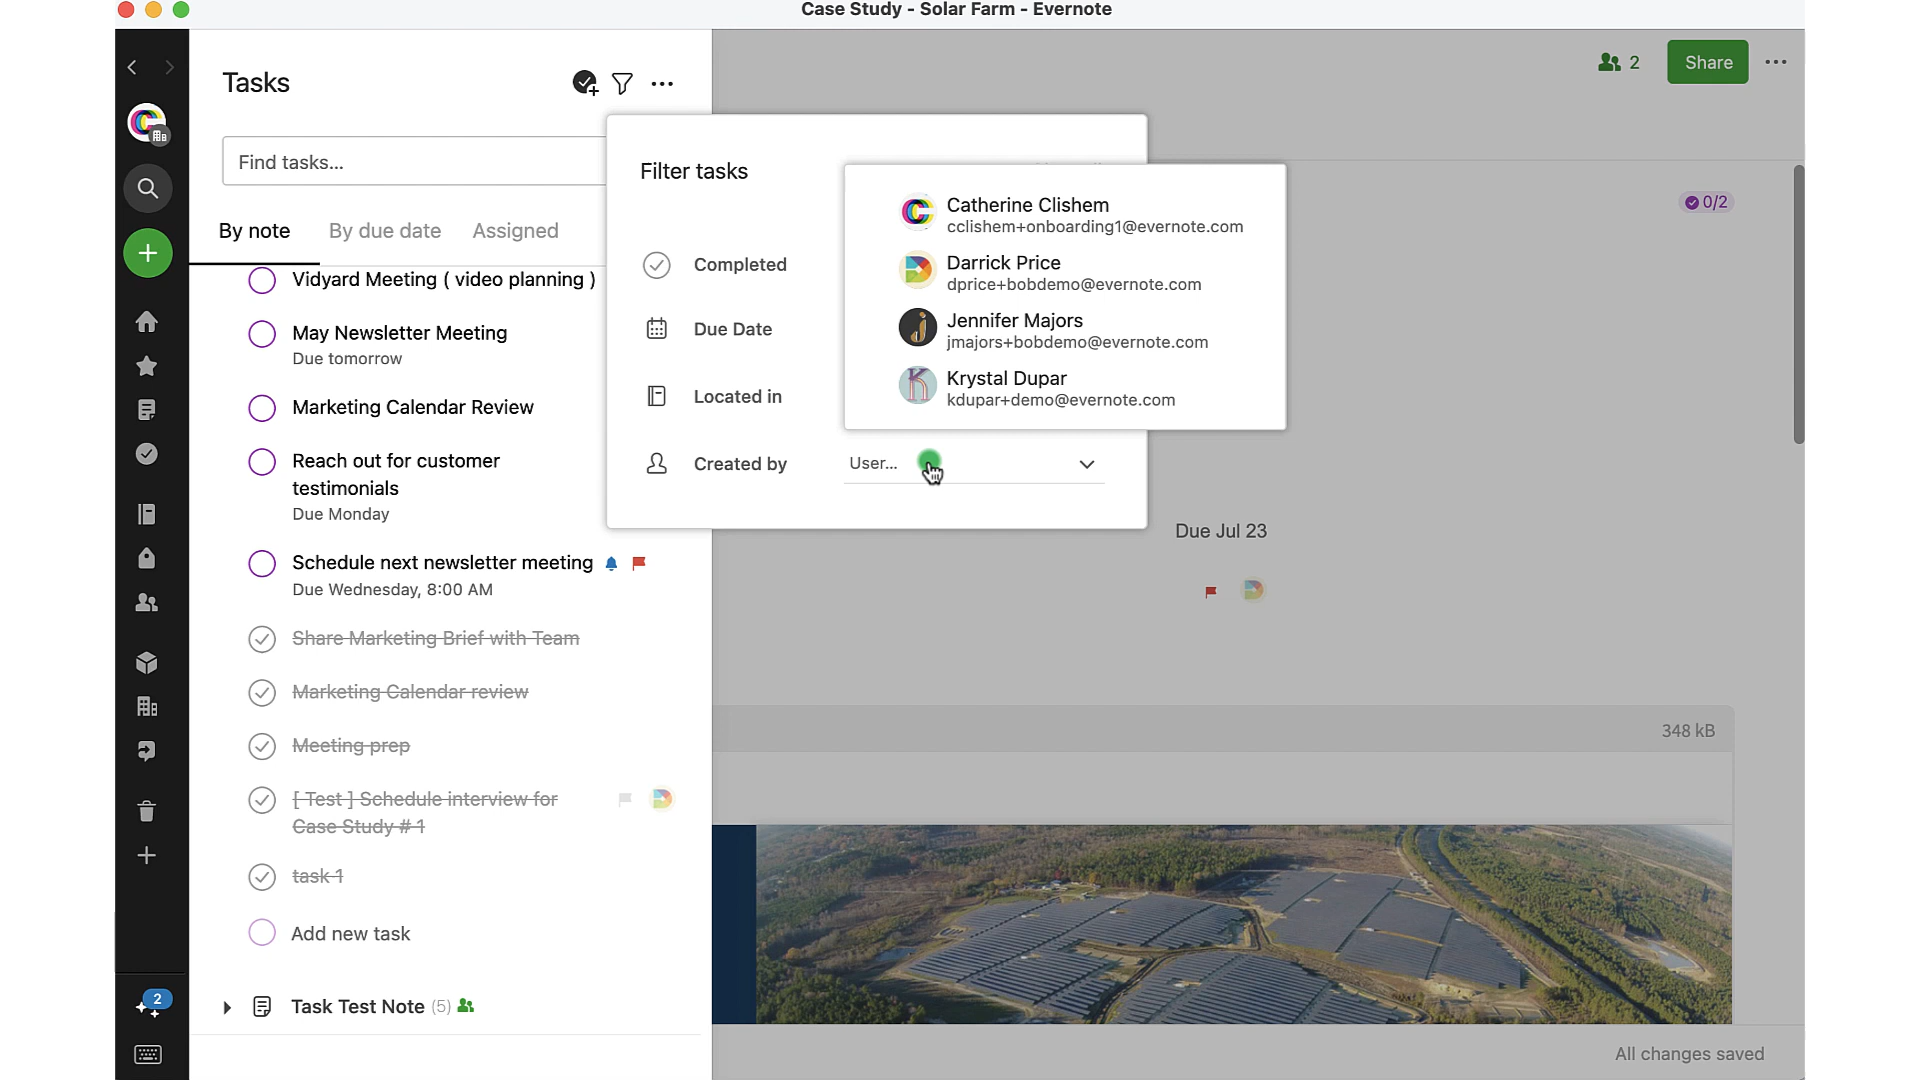 Case Study - Solar Farm - Evernote
2
Share
Tasks
Find tasks...
Filter tasks
Catherine Clishem
cclishem+onboarding1@evernote.com
Darrick Price
dprice+bobdemo@evernote.com
Jennifer Majors
jmajors+bobdemo@evernote.com
Krystal Dupar
kdupar+demo@evernote.com
0/2
By note
By due date
Assigned
Completed
Due Date
Located in
Created by
User...
Vidyard Meeting ( video planning )
May Newsletter Meeting
Due tomorrow
Marketing Calendar Review
Reach out for customer
testimonials
Due Monday
Schedule next newsletter meeting
Due Wednesday, 8:00 AM
Share Marketing Brief with Team
Marketing Calendar review
Meeting prep
[ Test ] Schedule interview for
Case Study # 1
task 1
Add new task
Task Test Note (5)
Due Jul 23
348 kB
2
All changes saved